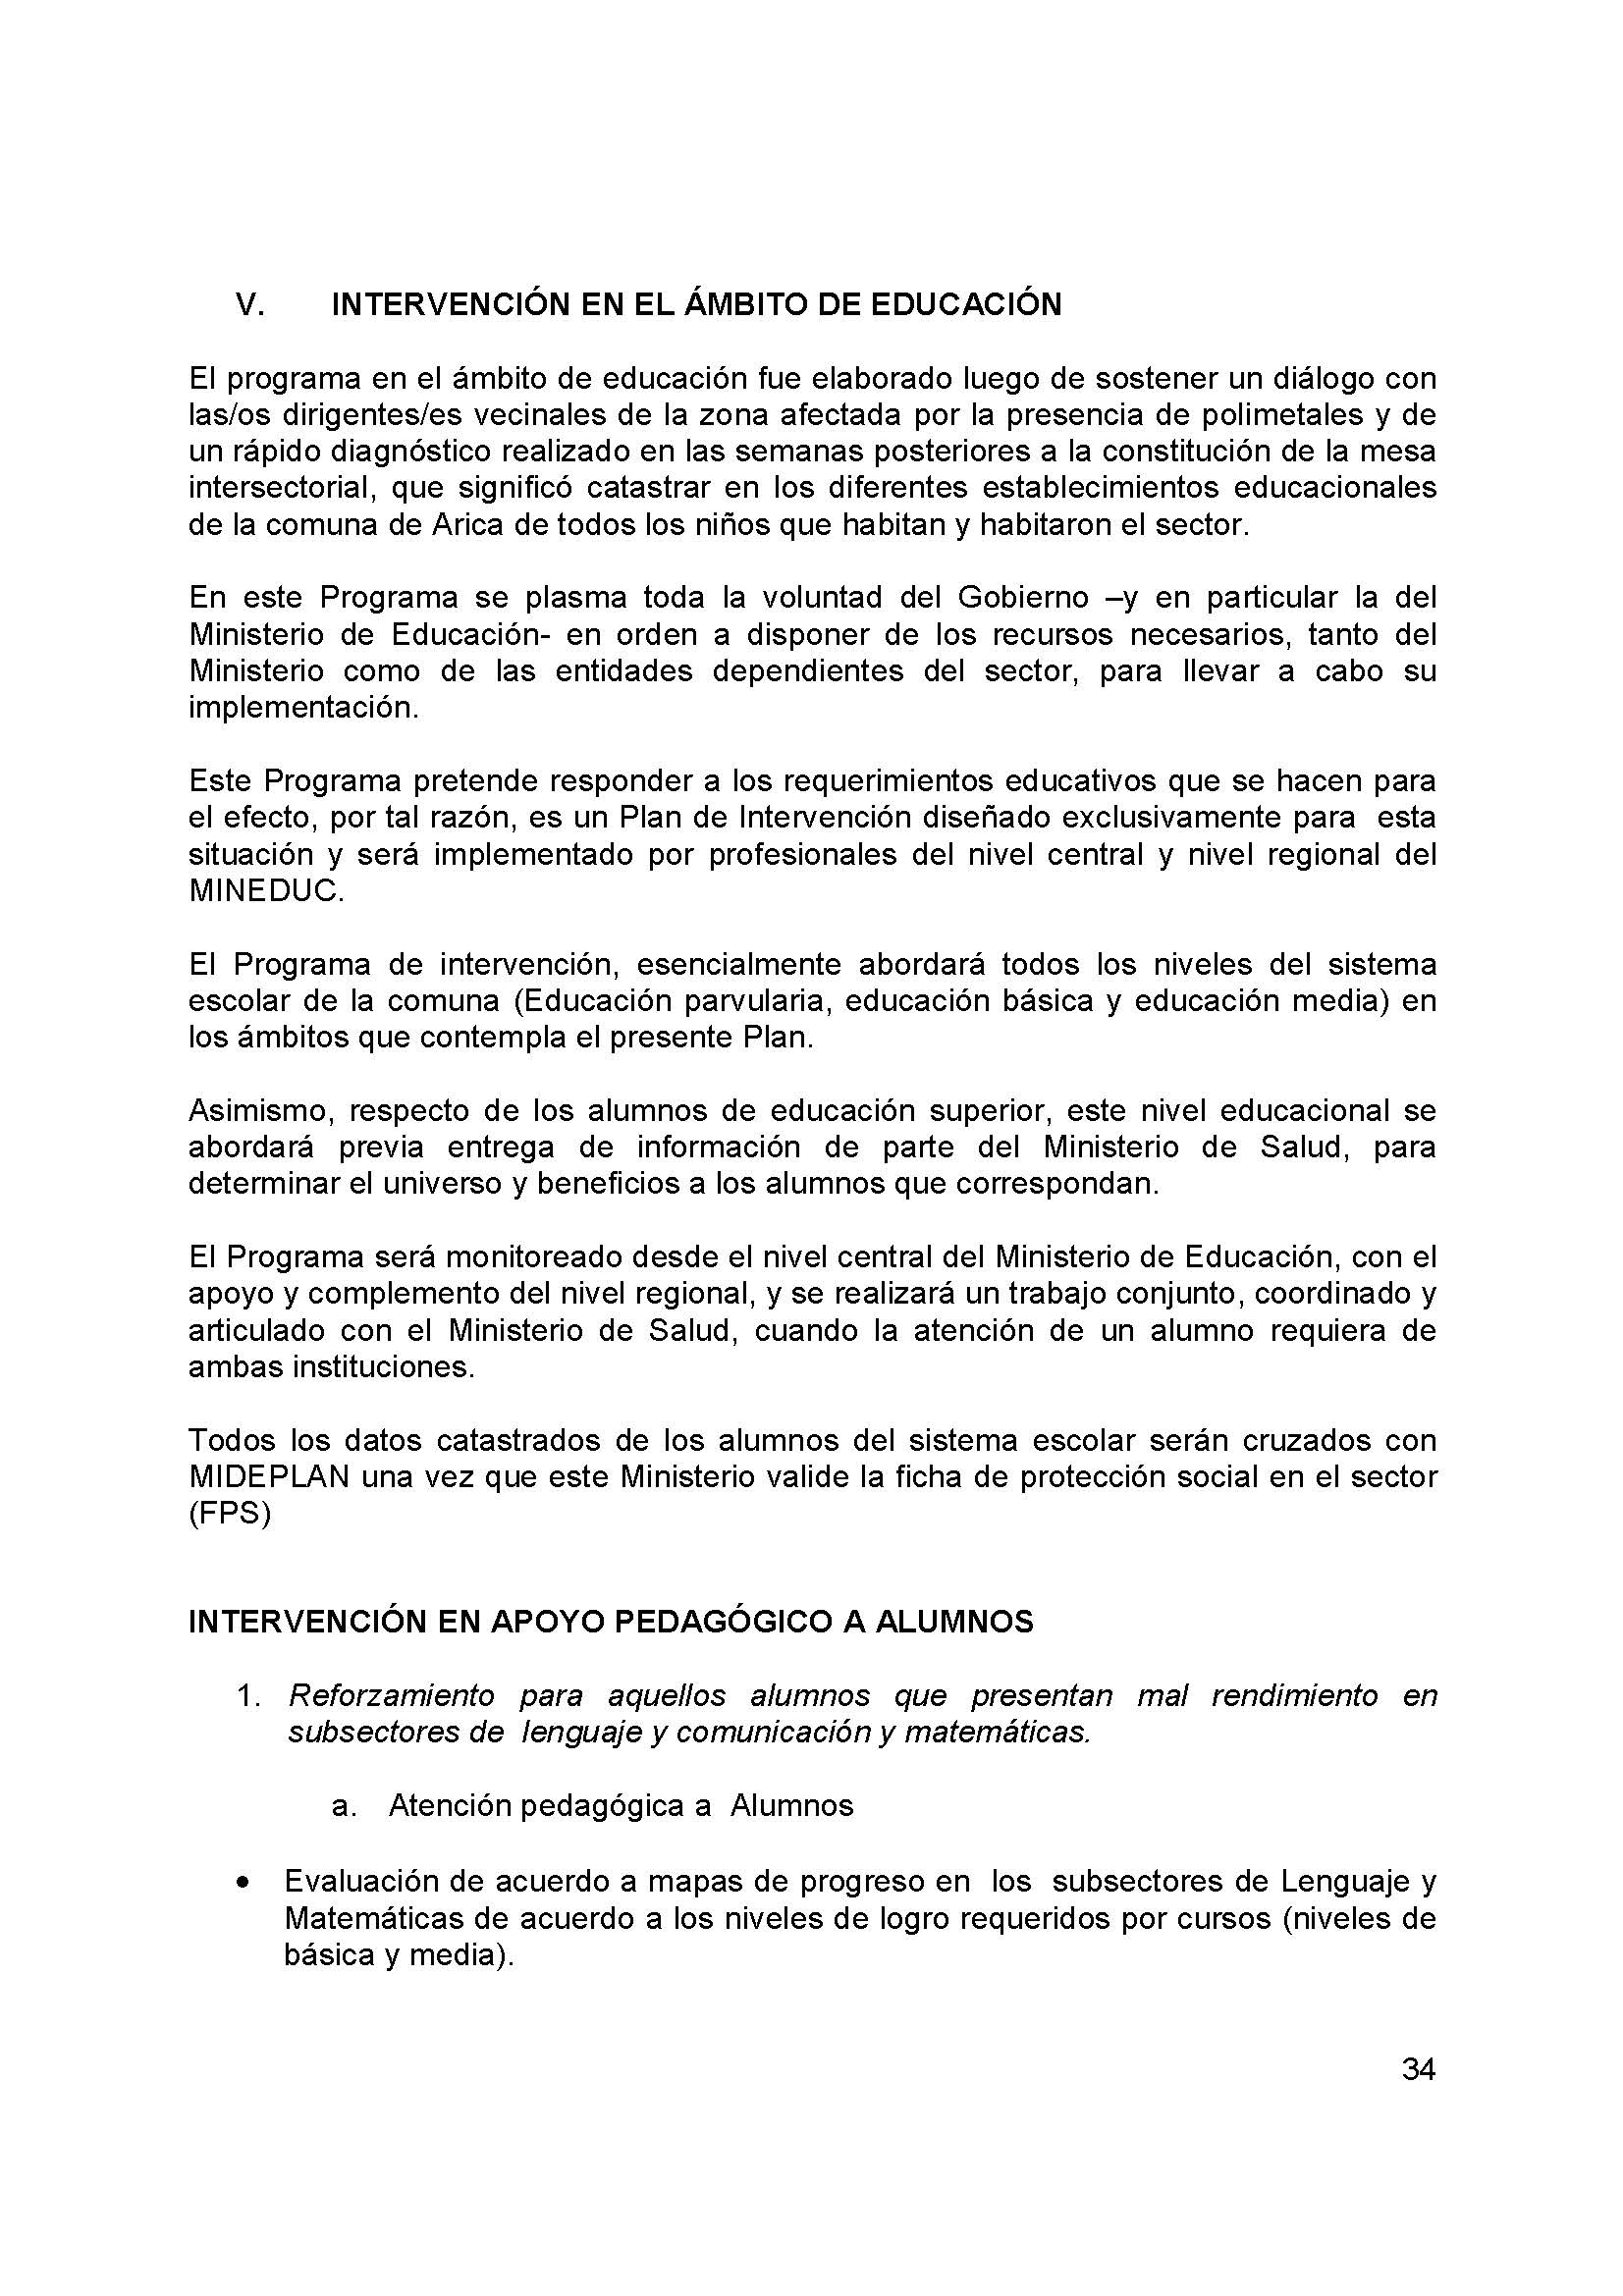 V. INTERVENCIÓN EN EL ÁMBITO DE EDUCACIÓN
El programa en el ámbito de educación fue elaborado luego de sostener un diálogo con
las/os dirigentes/es vecinales de la zona afectada por la presencia de polimetales y de
un rápido diagnóstico realizado en las semanas posteriores a la constitución de la mesa
intersectorial, que significó catastrar en los diferentes establecimientos educacionales
de la comuna de Arica de todos los niños que habitan y habitaron el sector.
En este Programa se plasma toda la voluntad del Gobierno –y en particular la del
Ministerio de Educación- en orden a disponer de los recursos necesarios, tanto del
Ministerio como de las entidades dependientes del sector, para llevar a cabo su
implementación.
Este Programa pretende responder a los requerimientos educativos que se hacen para
el efecto, por tal razón, es un Plan de Intervención diseñado exclusivamente para esta
situación y será implementado por profesionales del nivel central y nivel regional del
MINEDUC.
El Programa de intervención, esencialmente abordará todos los niveles del sistema
escolar de la comuna (Educación parvularia, educación básica y educación media) en
los ámbitos que contempla el presente Plan.
Asimismo, respecto de los alumnos de educación superior, este nivel educacional se
abordará previa entrega de información de parte del Ministerio de Salud, para
determinar el universo y beneficios a los alumnos que correspondan.
El Programa será monitoreado desde el nivel central del Ministerio de Educación, con el
apoyo y complemento del nivel regional, y se realizará un trabajo conjunto, coordinado y
articulado con el Ministerio de Salud, cuando la atención de un alumno requiera de
ambas instituciones.
Todos los datos catastrados de los alumnos del sistema escolar serán cruzados con
MIDEPLAN una vez que este Ministerio valide la ficha de protección social en el sector
(FPS)
INTERVENCIÓN EN APOYO PEDAGÓGICO A ALUMNOS
1. Reforzamiento para aquellos alumnos que presentan mal rendimiento en
subsectores de lenguaje y comunicación y matemáticas.
a. Atención pedagógica a Alumnos
• Evaluación de acuerdo a mapas de progreso en los subsectores de Lenguaje y
Matemáticas de acuerdo a los niveles de logro requeridos por cursos (niveles de
básica y media).
34